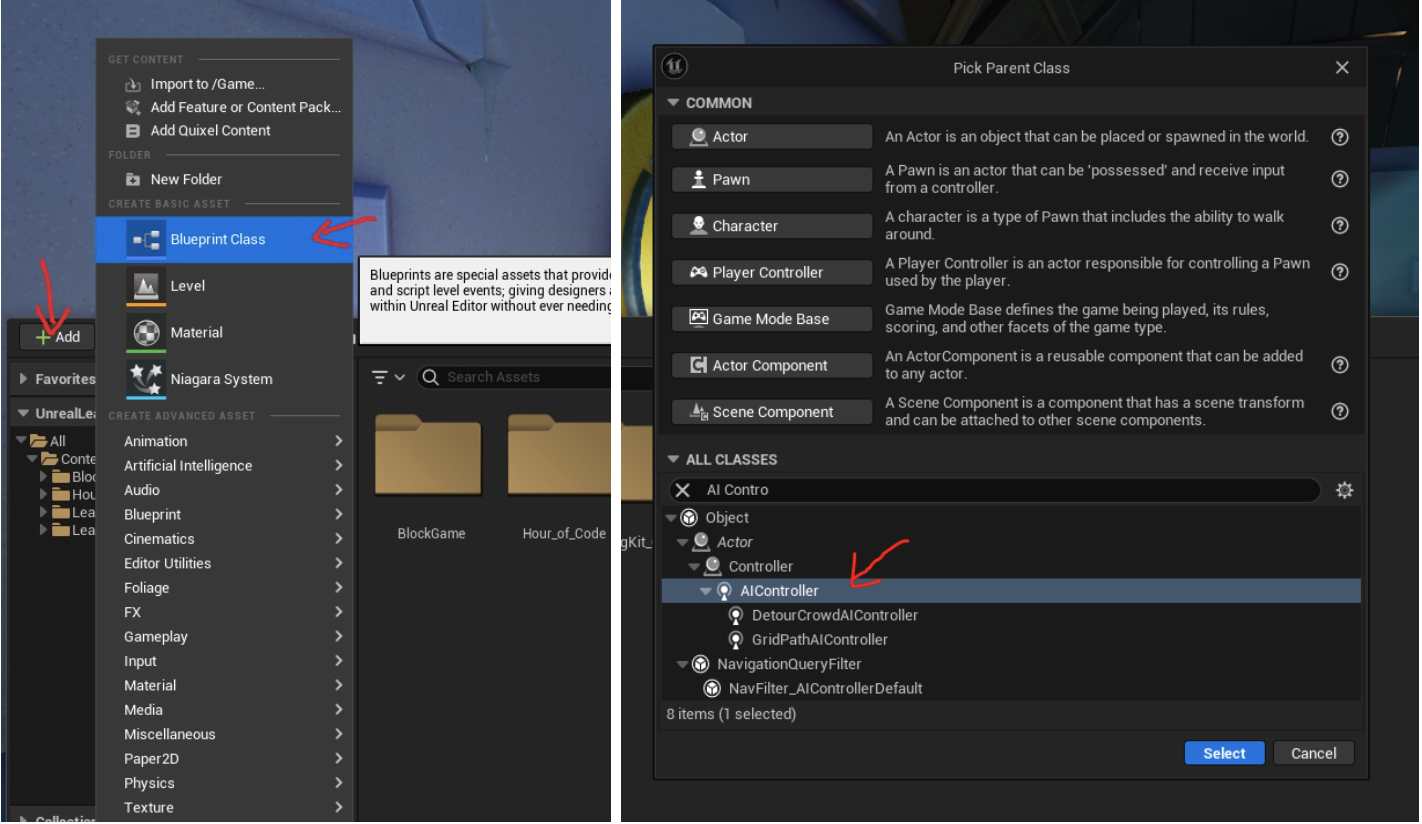 GET CONTENT
Import to /Game...
Add Feature or Content Pack...
Add Quixel Content
FOLDER
New Folder
CREATE BASIC ASSET
Blueprint Class
Level
Material
Niagara System
CREATE ADVANCED ASSET
Animation
Artificial Intelligence
Audio
Blueprint
Cinematics
Editor Utilities
Foliage
FX
Gameplay
Input
Material
Media
Miscellaneous
Paper2D
Physics
Texture
Blueprints are special assets that provide
and script level events; giving designers
within Unreal Editor without ever needing
Add
Favorites
UnrealLea
All
Conte
Bloc
Hou
Lea
Lea
Collection
Search Assets
BlockGame
Hour_of_Code
gKit_
Pick Parent Class
COMMON
Actor
An Actor is an object that can be placed or spawned in the world.
Pawn
A Pawn is an actor that can be 'possessed' and receive input
from a controller.
Character
A character is a type of Pawn that includes the ability to walk
around.
Player Controller
A Player Controller is an actor responsible for controlling a Pawn
used by the player.
Game Mode Base
Game Mode Base defines the game being played, its rules,
scoring, and other facets of the game type.
Actor Component
An ActorComponent is a reusable component that can be added
to any actor.
Scene Component
A Scene Component is a component that has a scene transform
and can be attached to other scene components.
ALL CLASSES
AI Contro
Object
Actor
Controller
AIController
DetourCrowdAIController
GridPathAIController
NavigationQueryFilter
NavFilter_AIControllerDefault
8 items (1 selected)
Select
Cancel